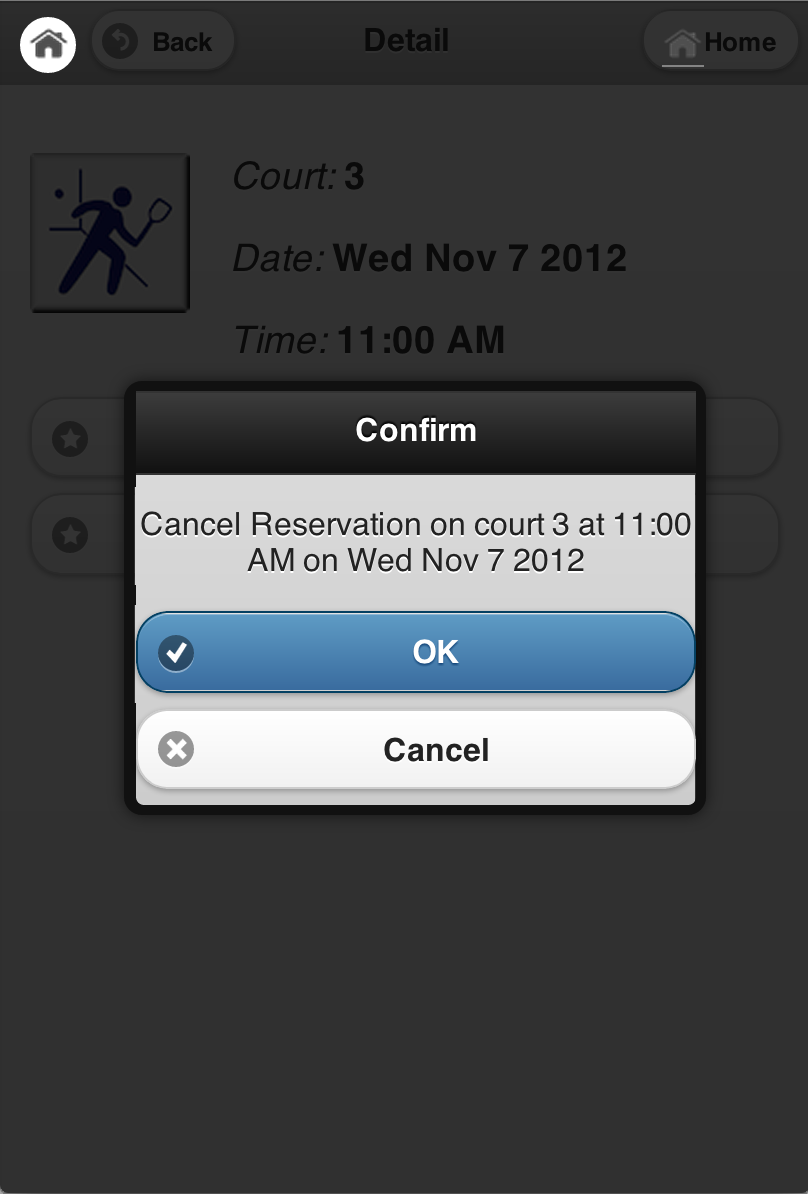 Back
Detail
Home
Court: 3
Date: Wed Nov 7 2012
Time: 11:00 AM
Confirm
Cancel Reservation on court 3 at 11:00
AM on Wed Nov 7 2012
OK
Cancel